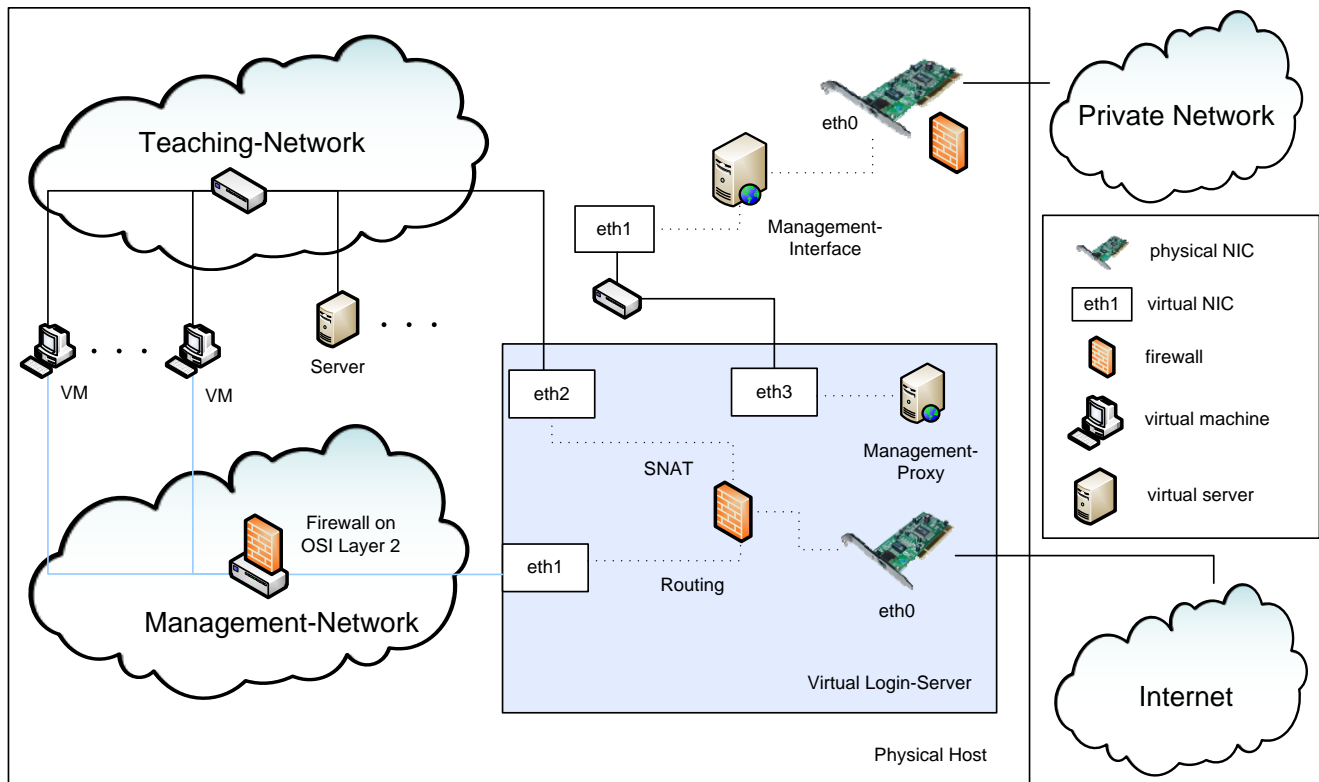 Teaching-Network
eth0
Private Network
eth1
Management-
Interface
physical NIC
eth1
virtual NIC
firewall
virtual machine
virtual server
VM
. . .
VM
Server
. . .
eth2
eth3
Management-
Proxy
SNAT
Firewall on
OSI Layer 2
eth1
Routing
eth0
Management-Network
Virtual Login-Server
Internet
Physical Host